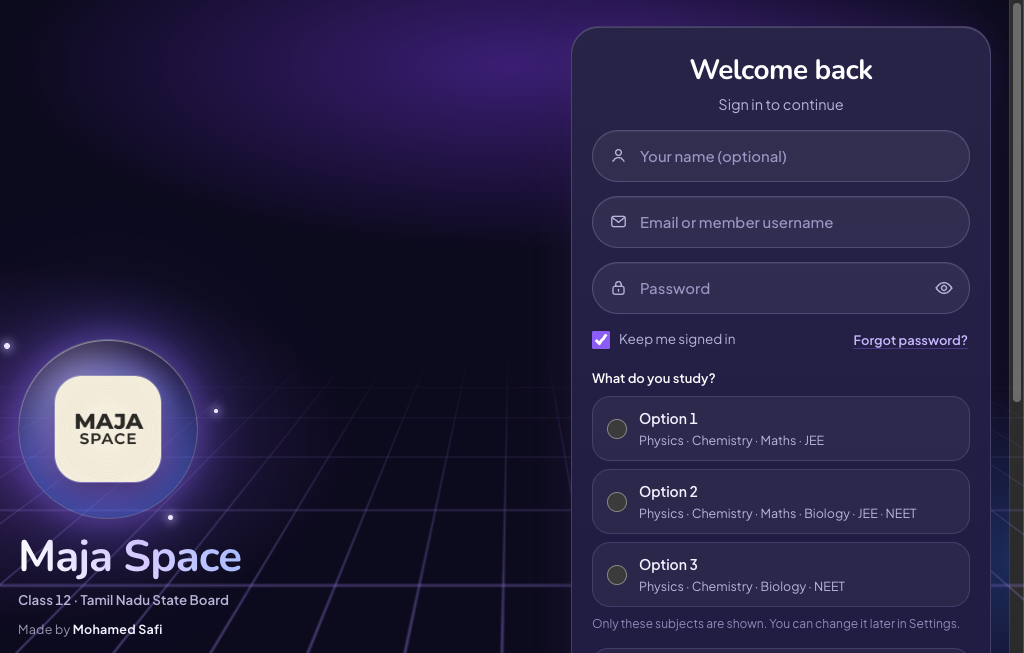 Welcome back
Sign in to continue
Your name (optional)
Email or member username
Password
Keep me signed in
Forgot password?
What do you study?
Option 1
Physics · Chemistry · Maths · JEE
Option 2
Physics · Chemistry · Maths · Biology · JEE · NEET
Option 3
Physics · Chemistry · Biology · NEET
Only these subjects are shown. You can change it later in Settings.
MAJA
SPACE
Maja Space
Class 12 · Tamil Nadu State Board
Made by Mohamed Safi